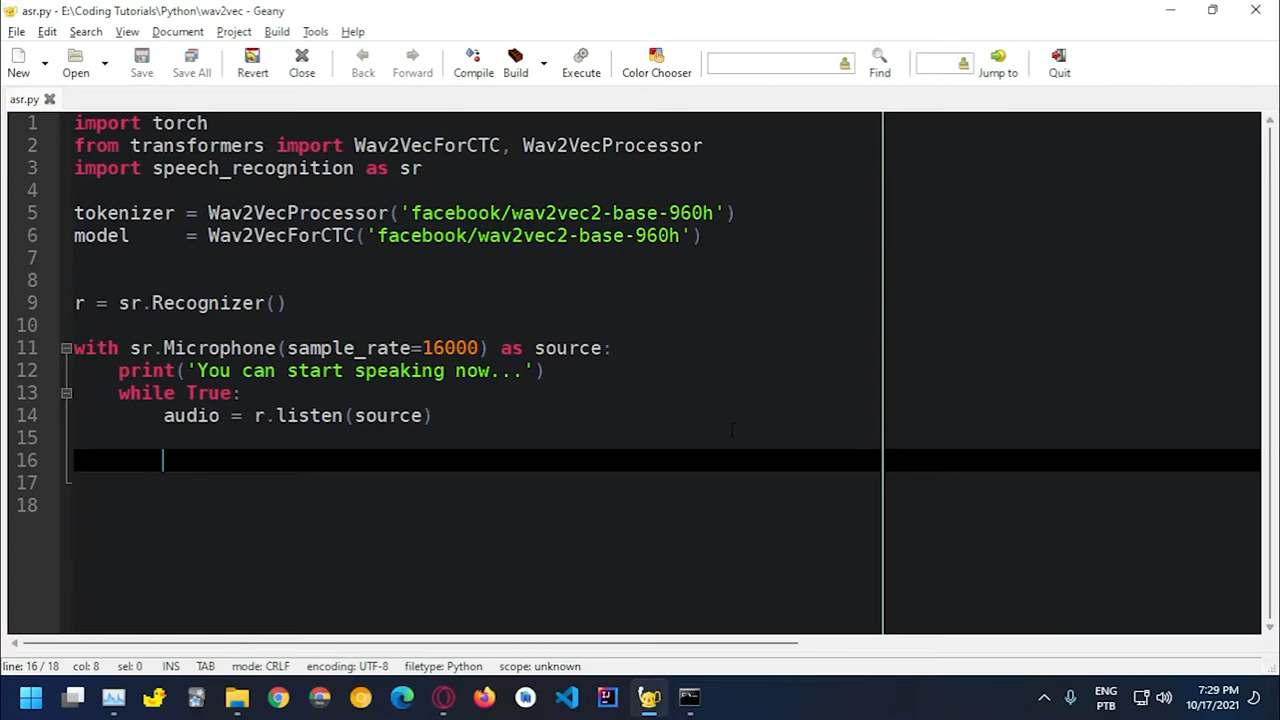 asr.py - E:\Coding Tutorials\Python\wav2vec - Geany
File Edit Search View Document Project Build Tools Help
New Open Save Save All Revert Close Back Forward Compile Build Execute Color Chooser Find Jump to Quit
asr.py
1 import torch
2 from transformers import Wav2VecForCTC, Wav2VecProcessor
3 import speech_recognition as sr
4
5 tokenizer = Wav2VecProcessor('facebook/wav2vec2-base-960h')
6 model     = Wav2VecForCTC('facebook/wav2vec2-base-960h')
7
8
9 r = sr.Recognizer()
10
11 with sr.Microphone(sample_rate=16000) as source:
12     print('You can start speaking now...')
13     while True:
14         audio = r.listen(source)
15
16
17
18
line: 16 / 18 col: 8 sel: 0 INS TAB mode: CRLF encoding: UTF-8 filetype: Python scope: unknown
ENG
PTB
7:29 PM
10/17/2021